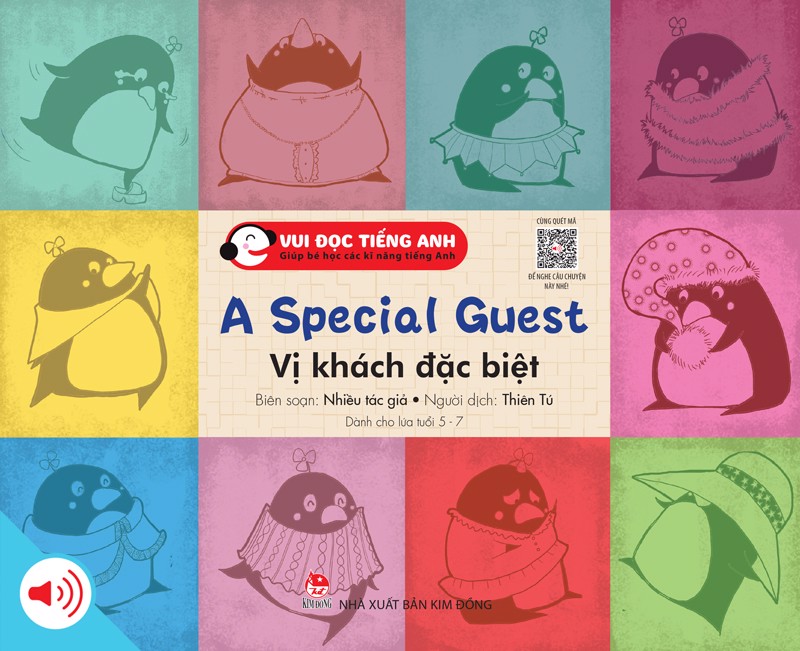 VUI ĐỌC TIẾNG ANH
Giúp bé học các kĩ năng tiếng Anh
CÙNG QUÉT MÃ
ĐỂ NGHE CÂU CHUYỆN
NÀY NHÉ!
A Special Guest
Vị khách đặc biệt
Biên soạn: Nhiều tác giả • Người dịch: Thiên Tú
Dành cho lứa tuổi 5 - 7
KIM ĐỒNG
NHÀ XUẤT BẢN KIM ĐỒNG